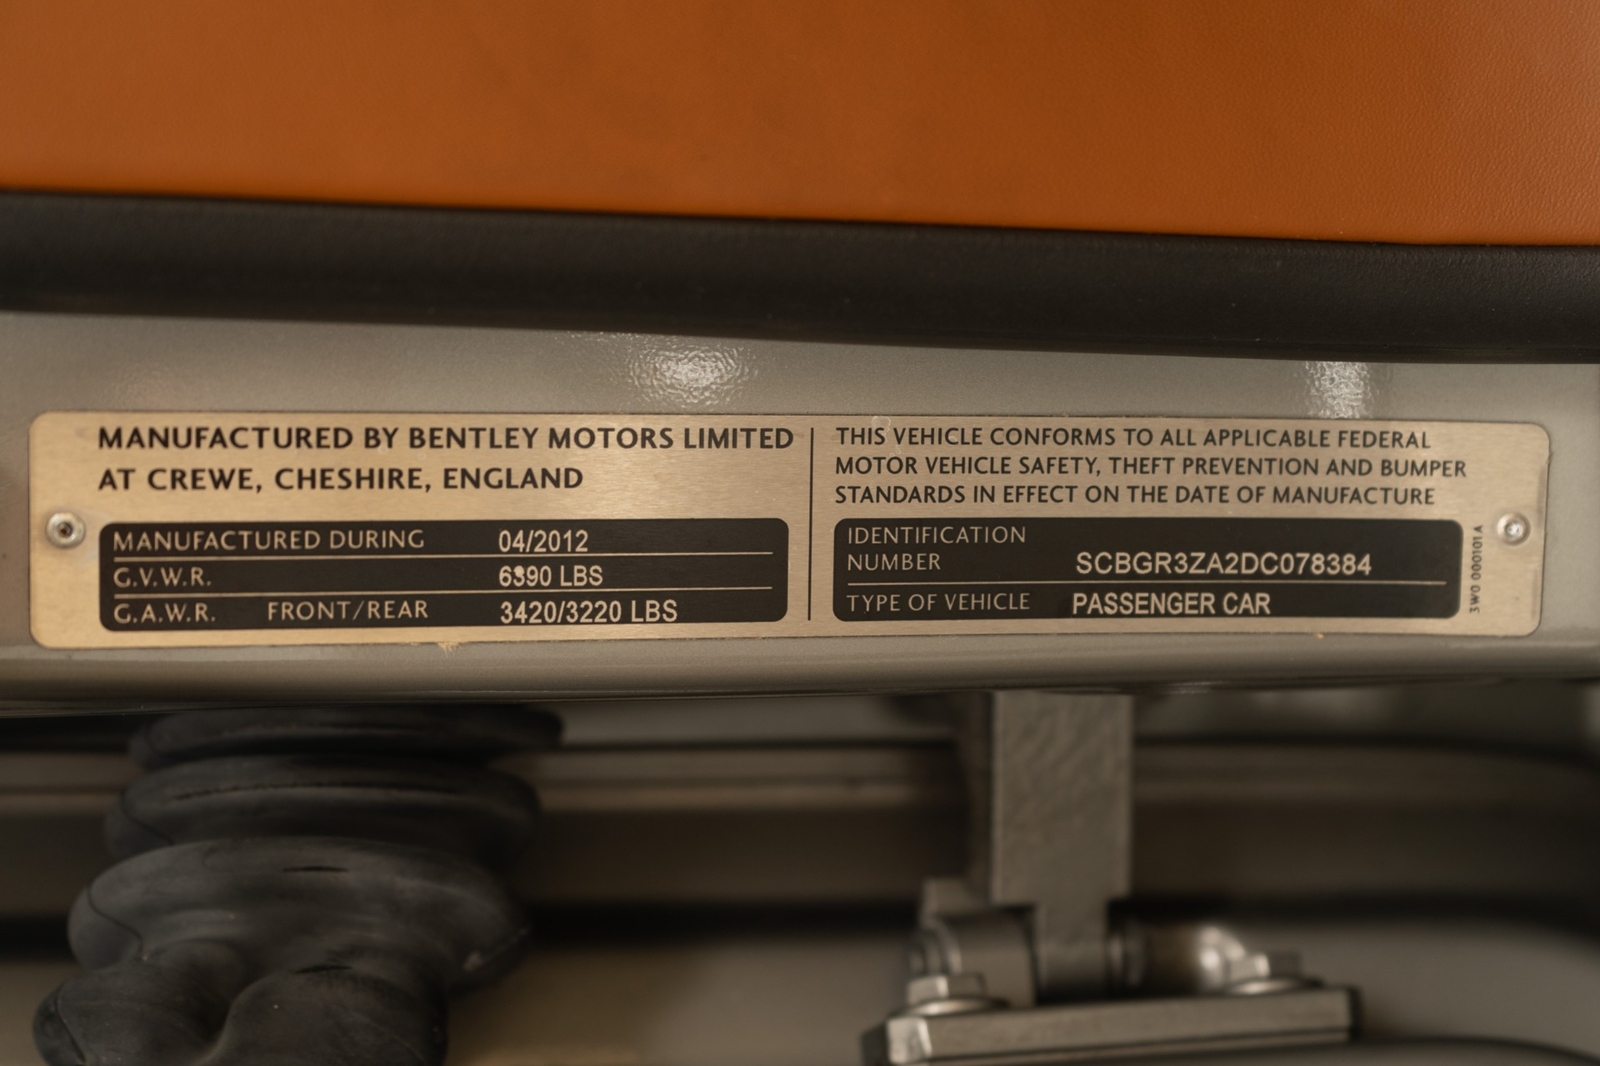 MANUFACTURED BY BENTLEY MOTORS LIMITED
AT CREWE, CHESHIRE, ENGLAND
MANUFACTURED DURING 04/2012
G.V.W.R. 6390 LBS
G.A.W.R. FRONT/REAR 3420/3220 LBS
THIS VEHICLE CONFORMS TO ALL APPLICABLE FEDERAL
MOTOR VEHICLE SAFETY, THEFT PREVENTION AND BUMPER
STANDARDS IN EFFECT ON THE DATE OF MANUFACTURE
IDENTIFICATION
NUMBER SCBGR3ZA2DC078384
TYPE OF VEHICLE PASSENGER CAR
3W0 000101A